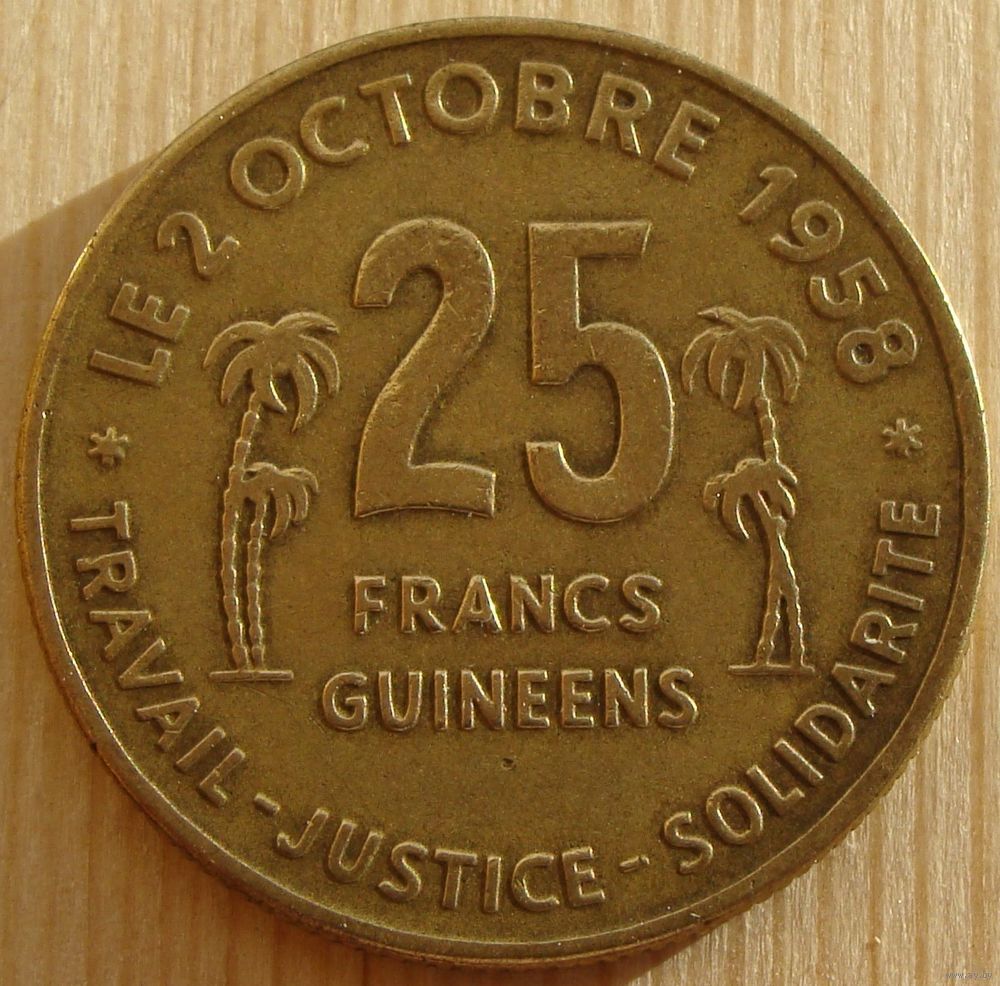 LE 2 OCTOBRE 1958
25
FRANCS
GUINEENS
* TRAVAIL - JUSTICE - SOLIDARITE *